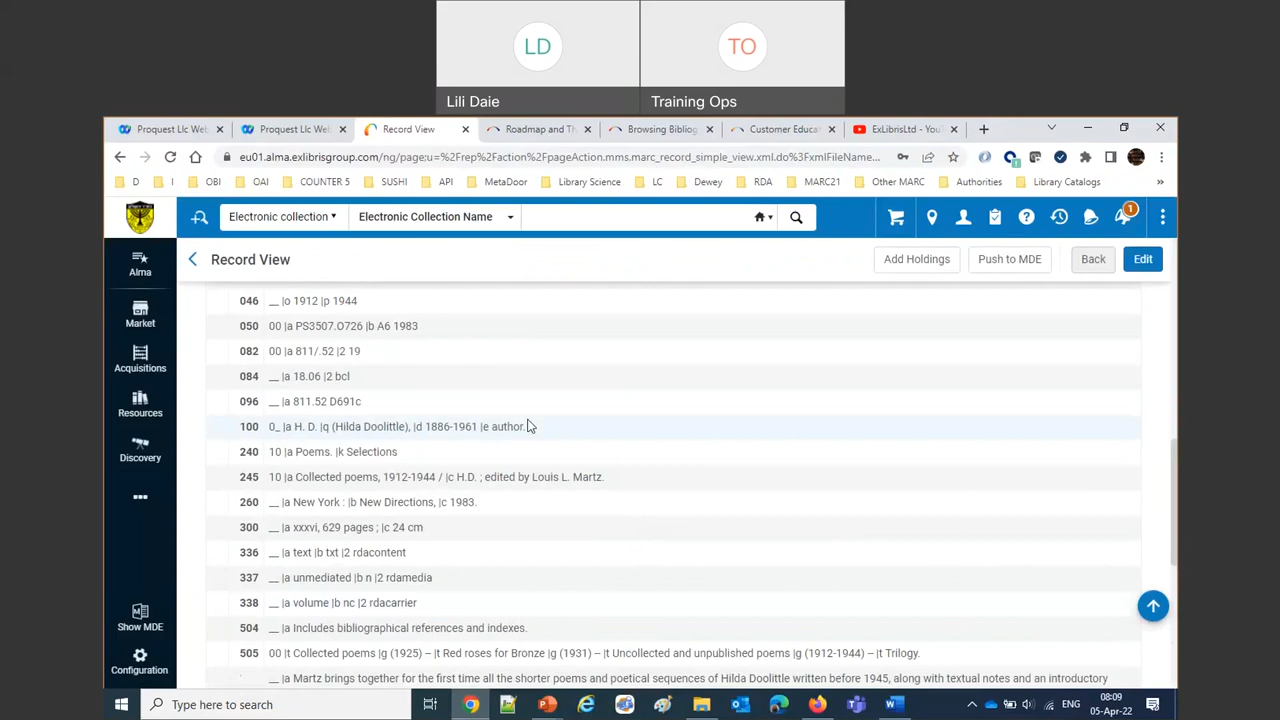 LD
TO
Lili Daie
Training Ops
Proquest Llc Web
Proquest Llc Web
Record View
Roadmap and Th
Browsing Bibliog
Customer Educat
ExLibrisLtd - You
eu01.alma.exlibrisgroup.com/ng/page;u=%2Frep%2Faction%2FpageAction.mms.marc_record_simple_view.xml.do%3FxmlFileName...
D
I
OBI
OAI
COUNTER 5
SUSHI
API
MetaDoor
Library Science
LC
Dewey
RDA
MARC21
Other MARC
Authorities
Library Catalogs
»
Electronic collection
Electronic Collection Name
1
Alma
Record View
Add Holdings
Push to MDE
Back
Edit
Market
Acquisitions
Resources
Discovery
Show MDE
Configuration
046 __ |o 1912 |p 1944
050 00 |a PS3507.O726 |b A6 1983
082 00 |a 811/.52 |2 19
084 __ |a 18.06 |2 bcl
096 __ |a 811.52 D691c
100 0_ |a H. D. |q (Hilda Doolittle), |d 1886-1961 |e author.
240 10 |a Poems. |k Selections
245 10 |a Collected poems, 1912-1944 / |c H.D. ; edited by Louis L. Martz.
260 __ |a New York : |b New Directions, |c 1983.
300 __ |a xxxvi, 629 pages ; |c 24 cm
336 __ |a text |b txt |2 rdacontent
337 __ |a unmediated |b n |2 rdamedia
338 __ |a volume |b nc |2 rdacarrier
504 __ |a Includes bibliographical references and indexes.
505 00 |t Collected poems |g (1925) -- |t Red roses for Bronze |g (1931) -- |t Uncollected and unpublished poems |g (1912-1944) -- |t Trilogy.
__ |a Martz brings together for the first time all the shorter poems and poetical sequences of Hilda Doolittle written before 1945, along with textual notes and an introductory
Type here to search
ENG
08:09
05-Apr-22